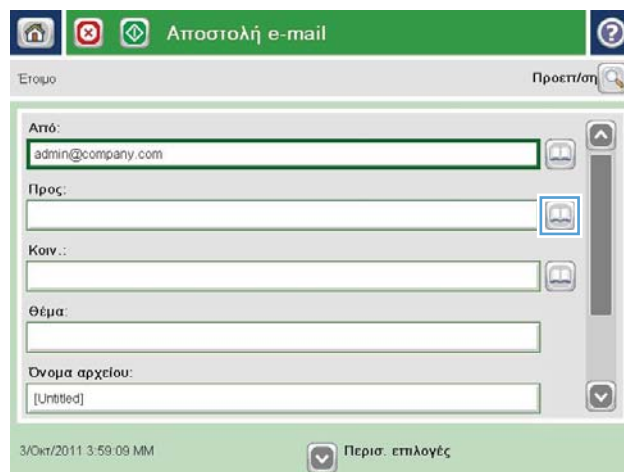 Αποστολή e-mail
Έτοιμο
Προεπ/ση
Από:
admin@company.com
Προς:
Κοιν.:
Θέμα:
Όνομα αρχείου:
[Untitled]
3/Οκτ/2011 3:59:09 MM
Περισ. επιλογές